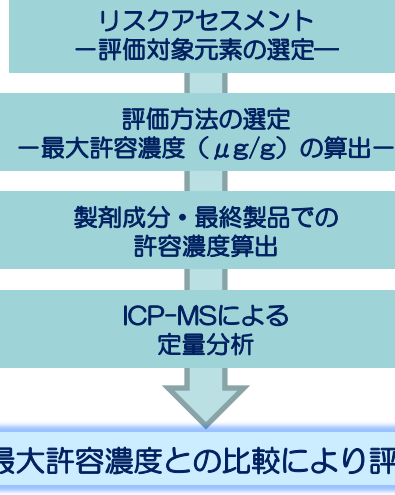 リスクアセスメント
ー評価対象元素の選定―
評価方法の選定
ー最大許容濃度（μg/g）の算出ー
製剤成分・最終製品での
許容濃度算出
ICP-MSによる
定量分析
最大許容濃度との比較により評